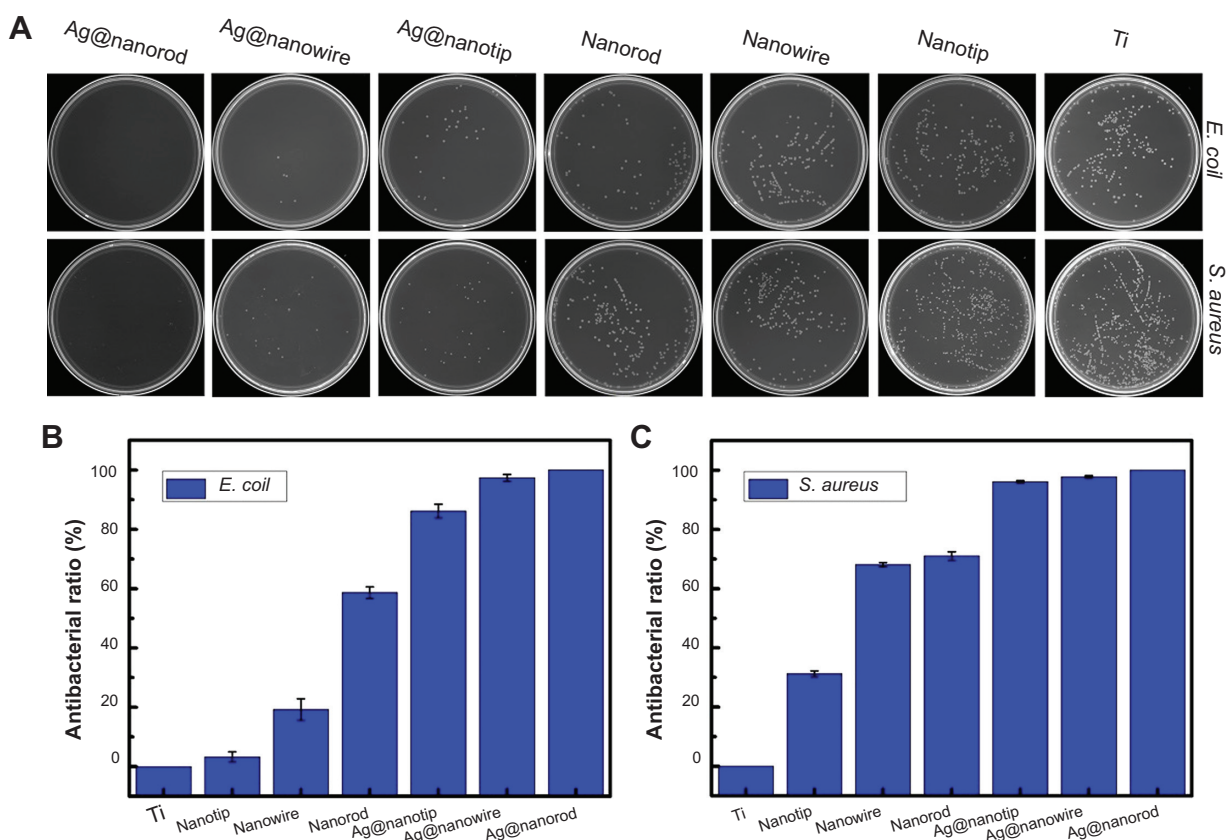 A
Ag@nanorod Ag@nanowire Ag@nanotip Nanorod Nanowire Nanotip Ti
E. coil
S. aureus
B
Antibacterial ratio (%)
100
80
60
40
20
0
E. coil
Ti Nanotip Nanowire Nanorod Ag@nanotip Ag@nanowire Ag@nanorod
C
Antibacterial ratio (%)
100
80
60
40
20
0
S. aureus
Ti Nanotip Nanowire Nanorod Ag@nanotip Ag@nanowire Ag@nanorod